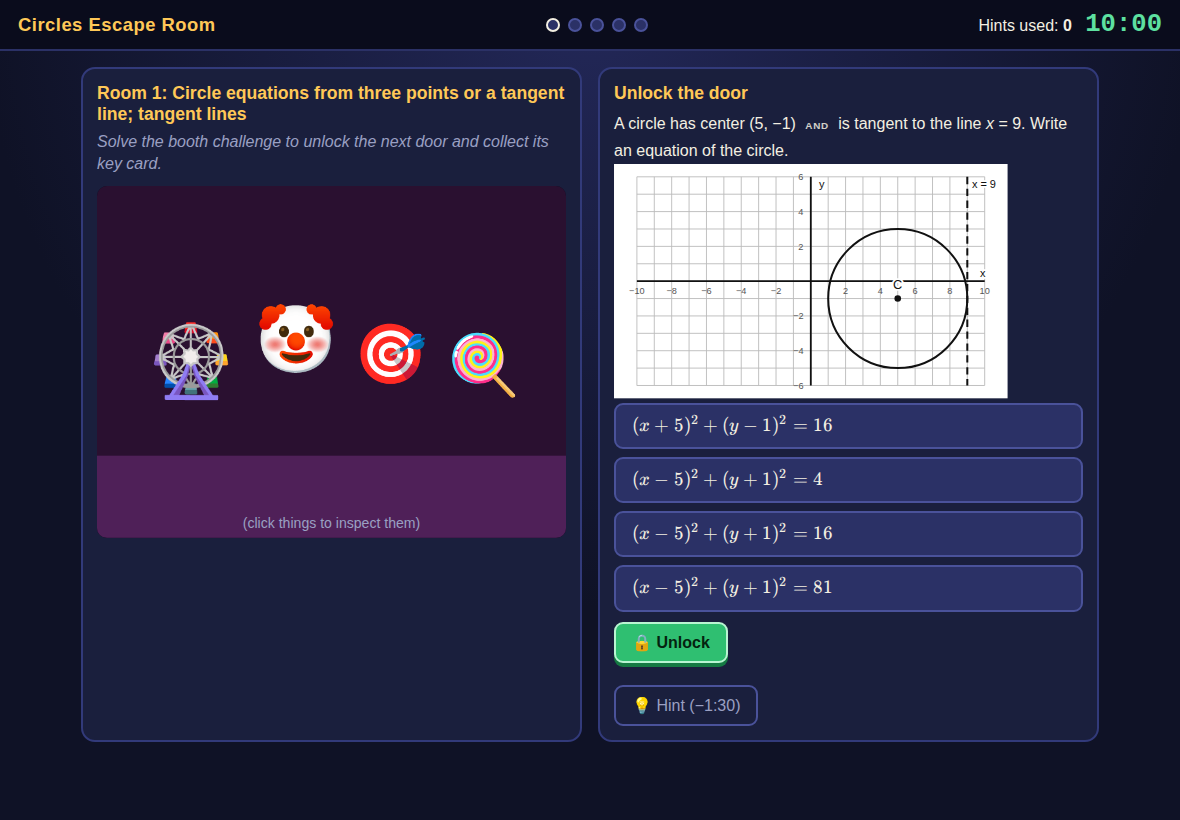 Circles Escape Room
Hints used: 0 10:00
Room 1: Circle equations from three points or a tangent
line; tangent lines
Solve the booth challenge to unlock the next door and collect its
key card.
(click things to inspect them)
Unlock the door
A circle has center (5, −1) AND is tangent to the line x = 9. Write
an equation of the circle.
6 y x = 9
4
2
x
C
−10 −8 −6 −4 −2 2 4 6 8 10
−2
−4
−6
(x + 5)² + (y − 1)² = 16
(x − 5)² + (y + 1)² = 4
(x − 5)² + (y + 1)² = 16
(x − 5)² + (y + 1)² = 81
🔒 Unlock
💡 Hint (−1:30)